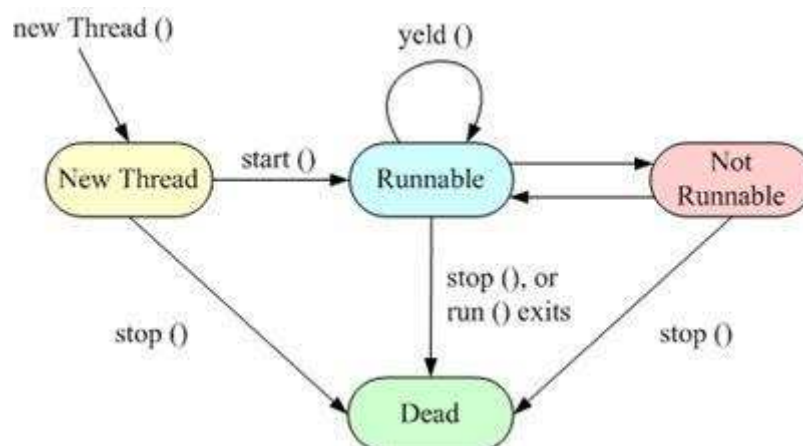 new Thread ()
yeld ()
New Thread
start ()
Runnable
Not
Runnable
stop ()
stop (), or
run () exits
stop ()
Dead